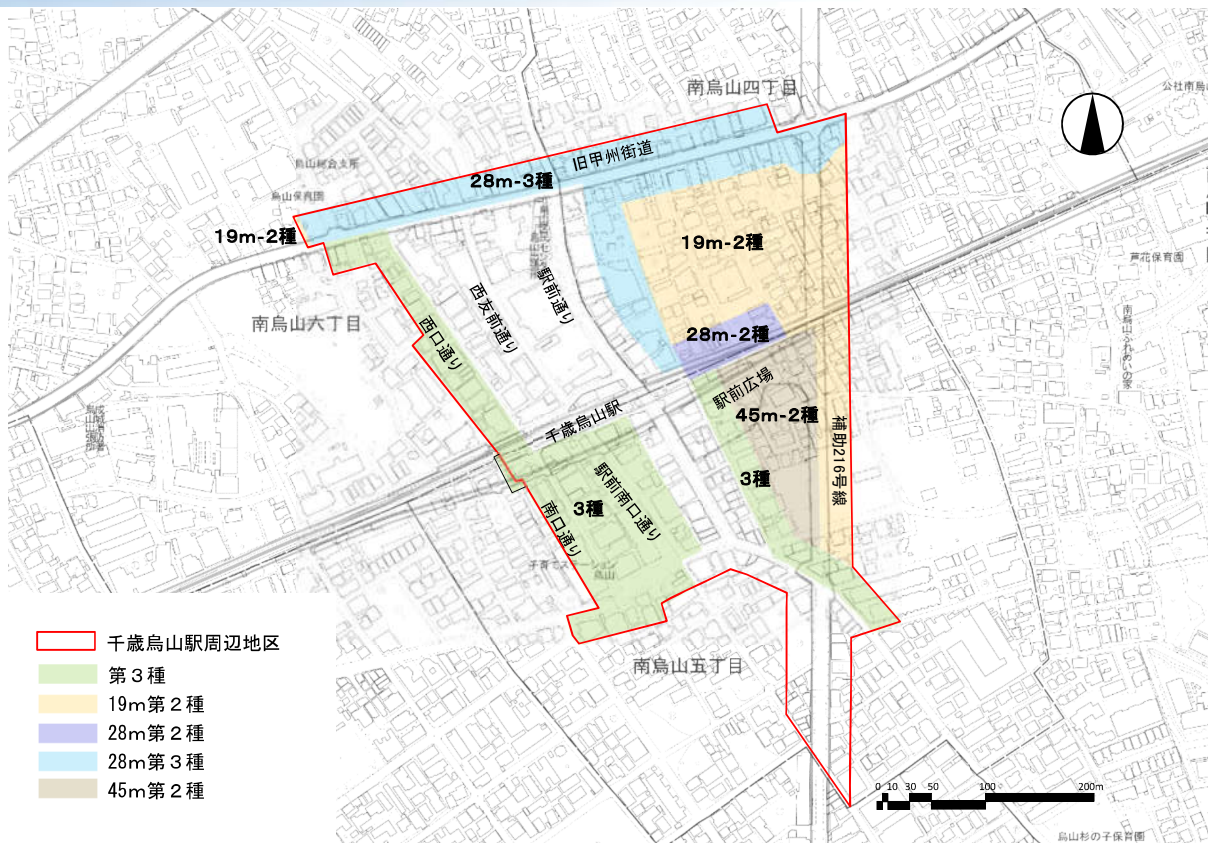 南烏山四丁目
公社南烏
旧甲州街道
烏山総合支所
28m-3種
烏山保育園
19m-2種
19m-2種
芦花保育園
駅前通り
西友前通り
南烏山六丁目
西口通り
28m-2種
南烏山ふれあいの家
駅前広場
45m-2種
千歳烏山駅
補助216号線
3種
駅前南口通り
3種
南口通り
子育てステーション
烏山
千歳烏山駅周辺地区
第3種
19m第2種
28m第2種
28m第3種
45m第2種
南烏山五丁目
0 10 30 50 100 200m
烏山杉の子保育園